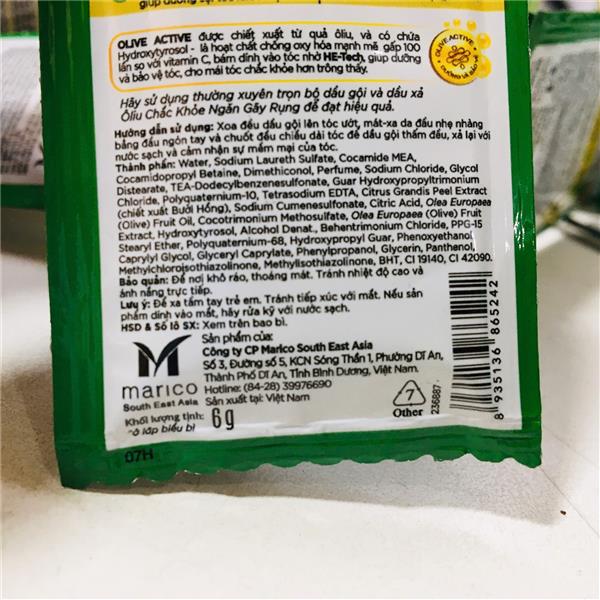 giúp dưỡng
OLIVE ACTIVE được chiết xuất từ quả ôliu, và có chứa
Hydroxytyrosol - là hoạt chất chống oxy hóa mạnh mẽ gấp 100
lần so với vitamin C, bám dính vào tóc nhờ HE-Tech, giúp dưỡng
và bảo vệ tóc, cho mái tóc chắc khỏe hơn trông thấy.
OLIVE ACTIVE
Hãy sử dụng thường xuyên trọn bộ dầu gội và dầu xả
Ôliu Chắc Khỏe Ngăn Gãy Rụng để đạt hiệu quả.
Hướng dẫn sử dụng: Xoa đều dầu gội lên tóc ướt, mát-xa da đầu nhẹ nhàng
bằng đầu ngón tay và chuốt đều chiều dài tóc để dầu gội thấm đều, xả lại với
nước sạch và cảm nhận sự mềm mại của tóc.
Thành phần: Water, Sodium Laureth Sulfate, Cocamide MEA,
Cocamidopropyl Betaine, Dimethiconol, Perfume, Sodium Chloride, Glycol
Distearate, TEA-Dodecylbenzenesulfonate, Guar Hydroxypropyltrimonium
Chloride, Polyquaternium-10, Tetrasodium EDTA, Citrus Grandis Peel Extract
(chiết xuất Bưởi Hồng), Sodium Cumenesulfonate, Citric Acid, Olea Europaea
(Olive) Fruit Oil, Cocotrimonium Methosulfate, Olea Europaea (Olive) Fruit
Extract, Hydroxytyrosol, Alcohol Denat., Behentrimonium Chloride, PPG-15
Stearyl Ether, Polyquaternium-68, Hydroxypropyl Guar, Phenoxyethanol
Caprylyl Glycol, Glyceryl Caprylate, Phenylpropanol, Glycerin, Panthenol,
Methylchloroisothiazolinone, Methylisothiazolinone, BHT, CI 19140, CI 42090.
Bảo quản: Để nơi khô ráo, thoáng mát. Tránh nhiệt độ cao và
ánh nắng trực tiếp.
Lưu ý: Để xa tầm tay trẻ em. Tránh tiếp xúc với mắt. Nếu sản
phẩm dính vào mắt, hãy rửa kỹ với nước sạch.
HSD & Số lô SX: Xem trên bao bì.
Sản phẩm của:
Công ty CP Marico South East Asia
Số 3, Đường số 5, KCN Sóng Thần 1, Phường Dĩ An,
Thành Phố Dĩ An, Tỉnh Bình Dương, Việt Nam.
Hotline: (84-28) 39976690
Sản xuất tại: Việt Nam
marico
South East Asia
Khối lượng tịnh:
6g
ở lớp biểu bì
07H
7
Other
236887
8 935136 865242